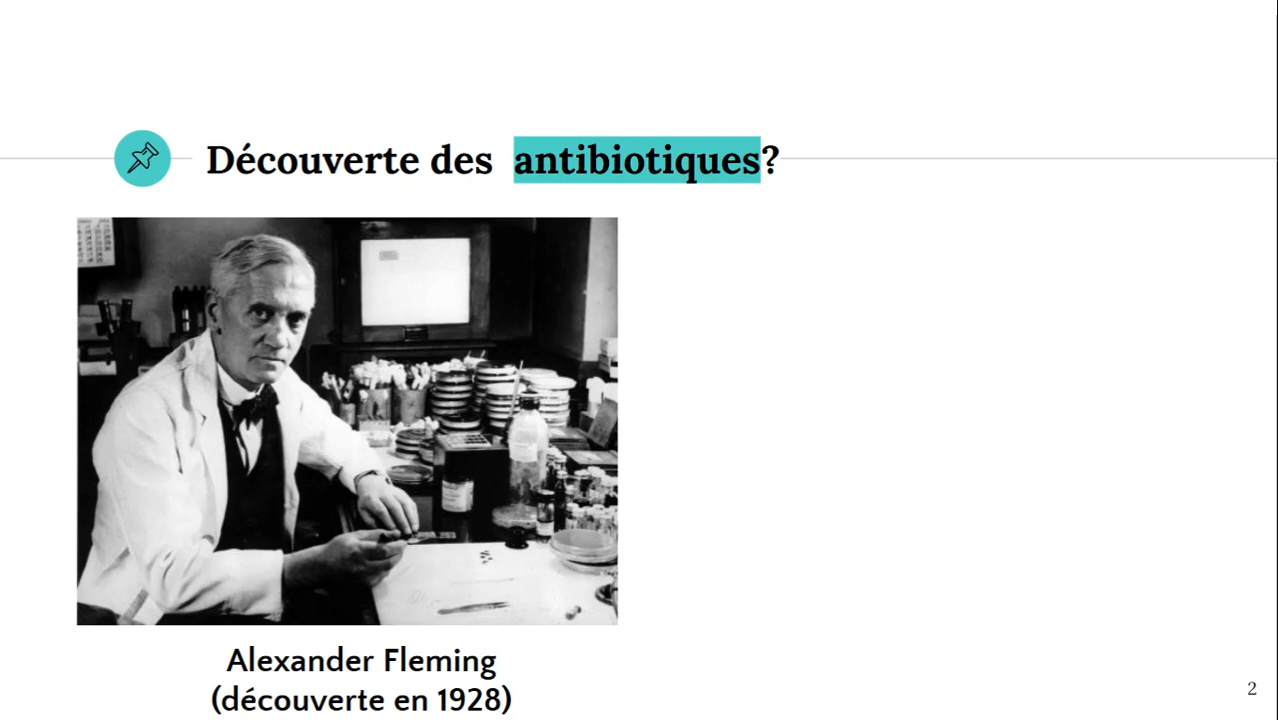 Découverte des antibiotiques?
Alexander Fleming
(découverte en 1928)
2